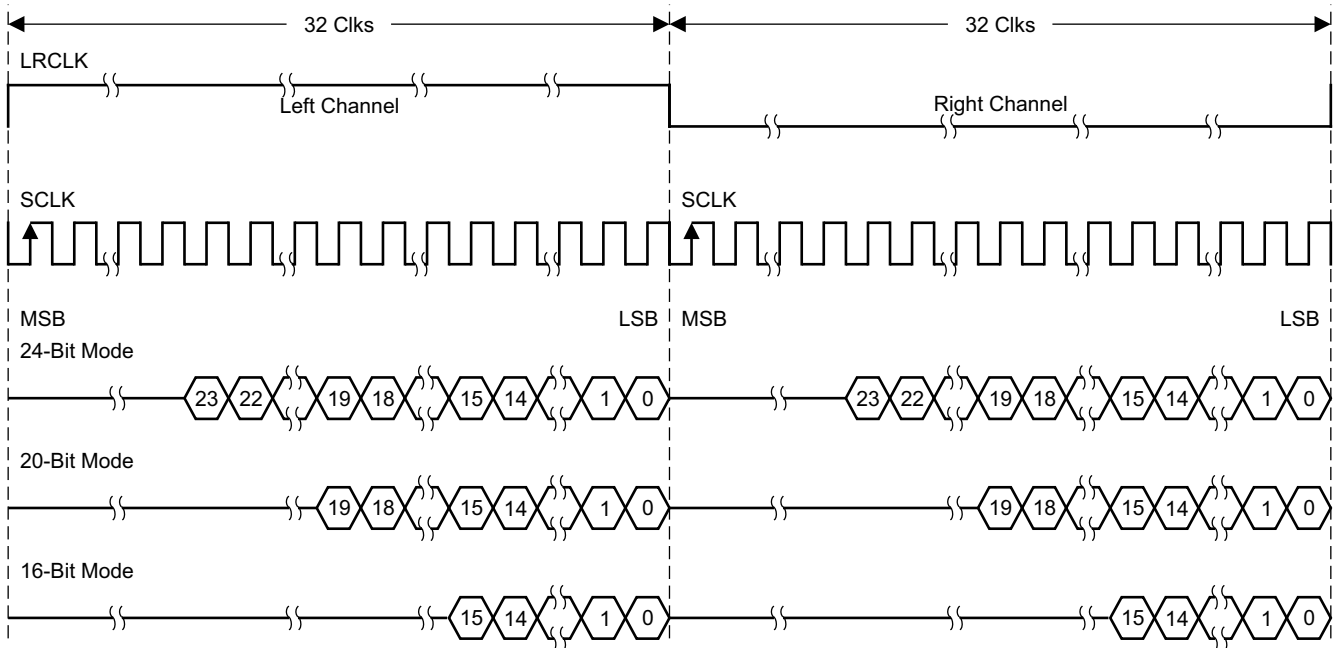 32 Clks 32 Clks
LRCLK
Left Channel Right Channel
SCLK SCLK
MSB LSB MSB LSB
24-Bit Mode
23 22 19 18 15 14 1 0 23 22 19 18 15 14 1 0
20-Bit Mode
19 18 15 14 1 0 19 18 15 14 1 0
16-Bit Mode
15 14 1 0 15 14 1 0